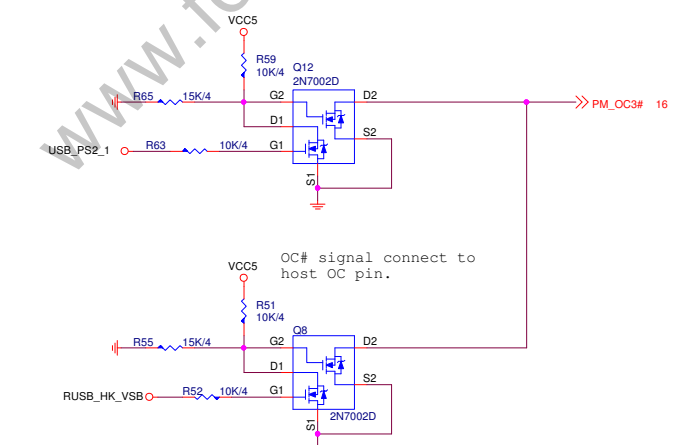 VCC5
R59
10K/4
Q12
2N7002D
R65 15K/4
G2
D2
PM_OC3# 16
D1
S2
USB_PS2_1
R63
10K/4
G1
S1
OC# signal connect to
host OC pin.
VCC5
R51
10K/4
Q8
R55 15K/4
G2
D2
D1
S2
RUSB_HK_VSB
R52 10K/4
G1
2N7002D
S1
www.